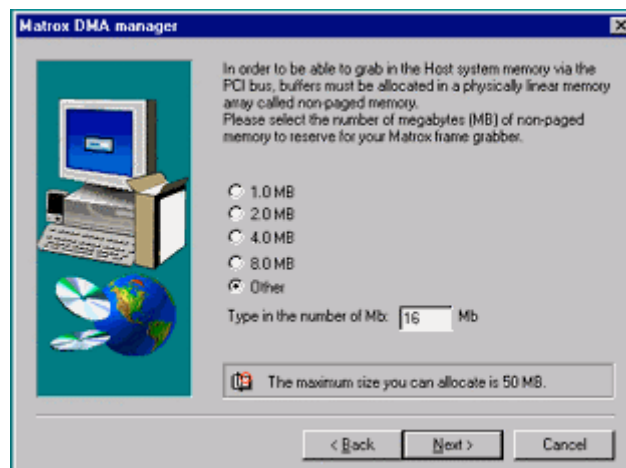 Matrox DMA manager
In order to be able to grab in the Host system memory via the
PCI bus, buffers must be allocated in a physically linear memory
array called non-paged memory.
Please select the number of megabytes (MB) of non-paged
memory to reserve for your Matrox frame grabber.
1.0 MB
2.0 MB
4.0 MB
8.0 MB
Other
Type in the number of Mb: 16 Mb
The maximum size you can allocate is 50 MB.
< Back Next > Cancel